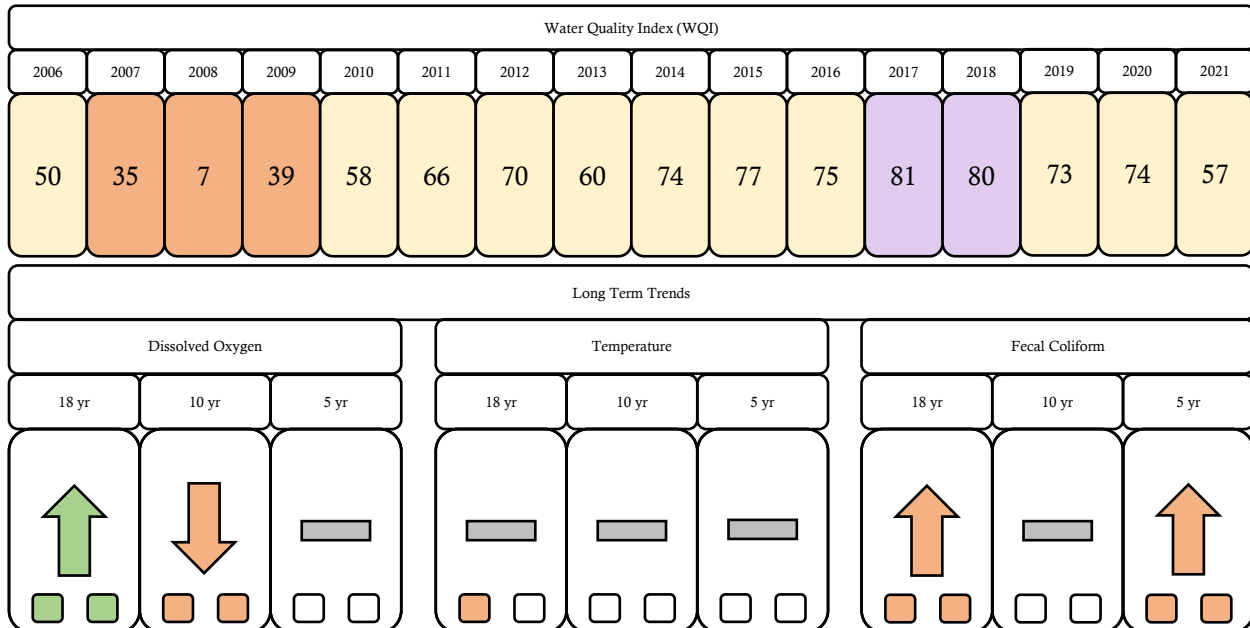 Water Quality Index (WQI)
2006 2007 2008 2009 2010 2011 2012 2013 2014 2015 2016 2017 2018 2019 2020 2021
50 35 7 39 58 66 70 60 74 77 75 81 80 73 74 57
Long Term Trends
Dissolved Oxygen Temperature Fecal Coliform
18 yr 10 yr 5 yr 18 yr 10 yr 5 yr 18 yr 10 yr 5 yr